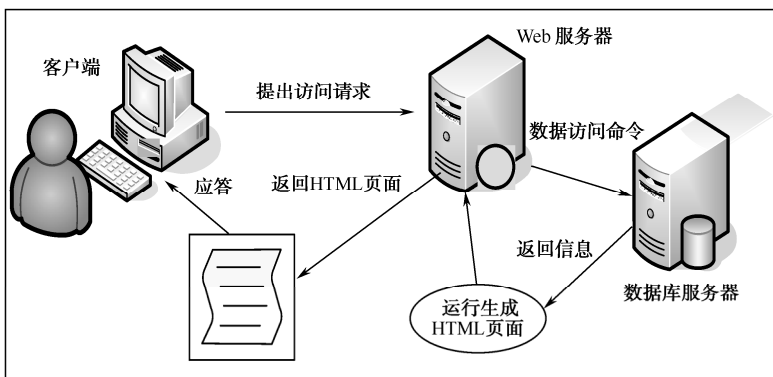 Web 服务器
客户端
提出访问请求
数据访问命令
应答
返回HTML页面
返回信息
数据库服务器
运行生成
HTML页面